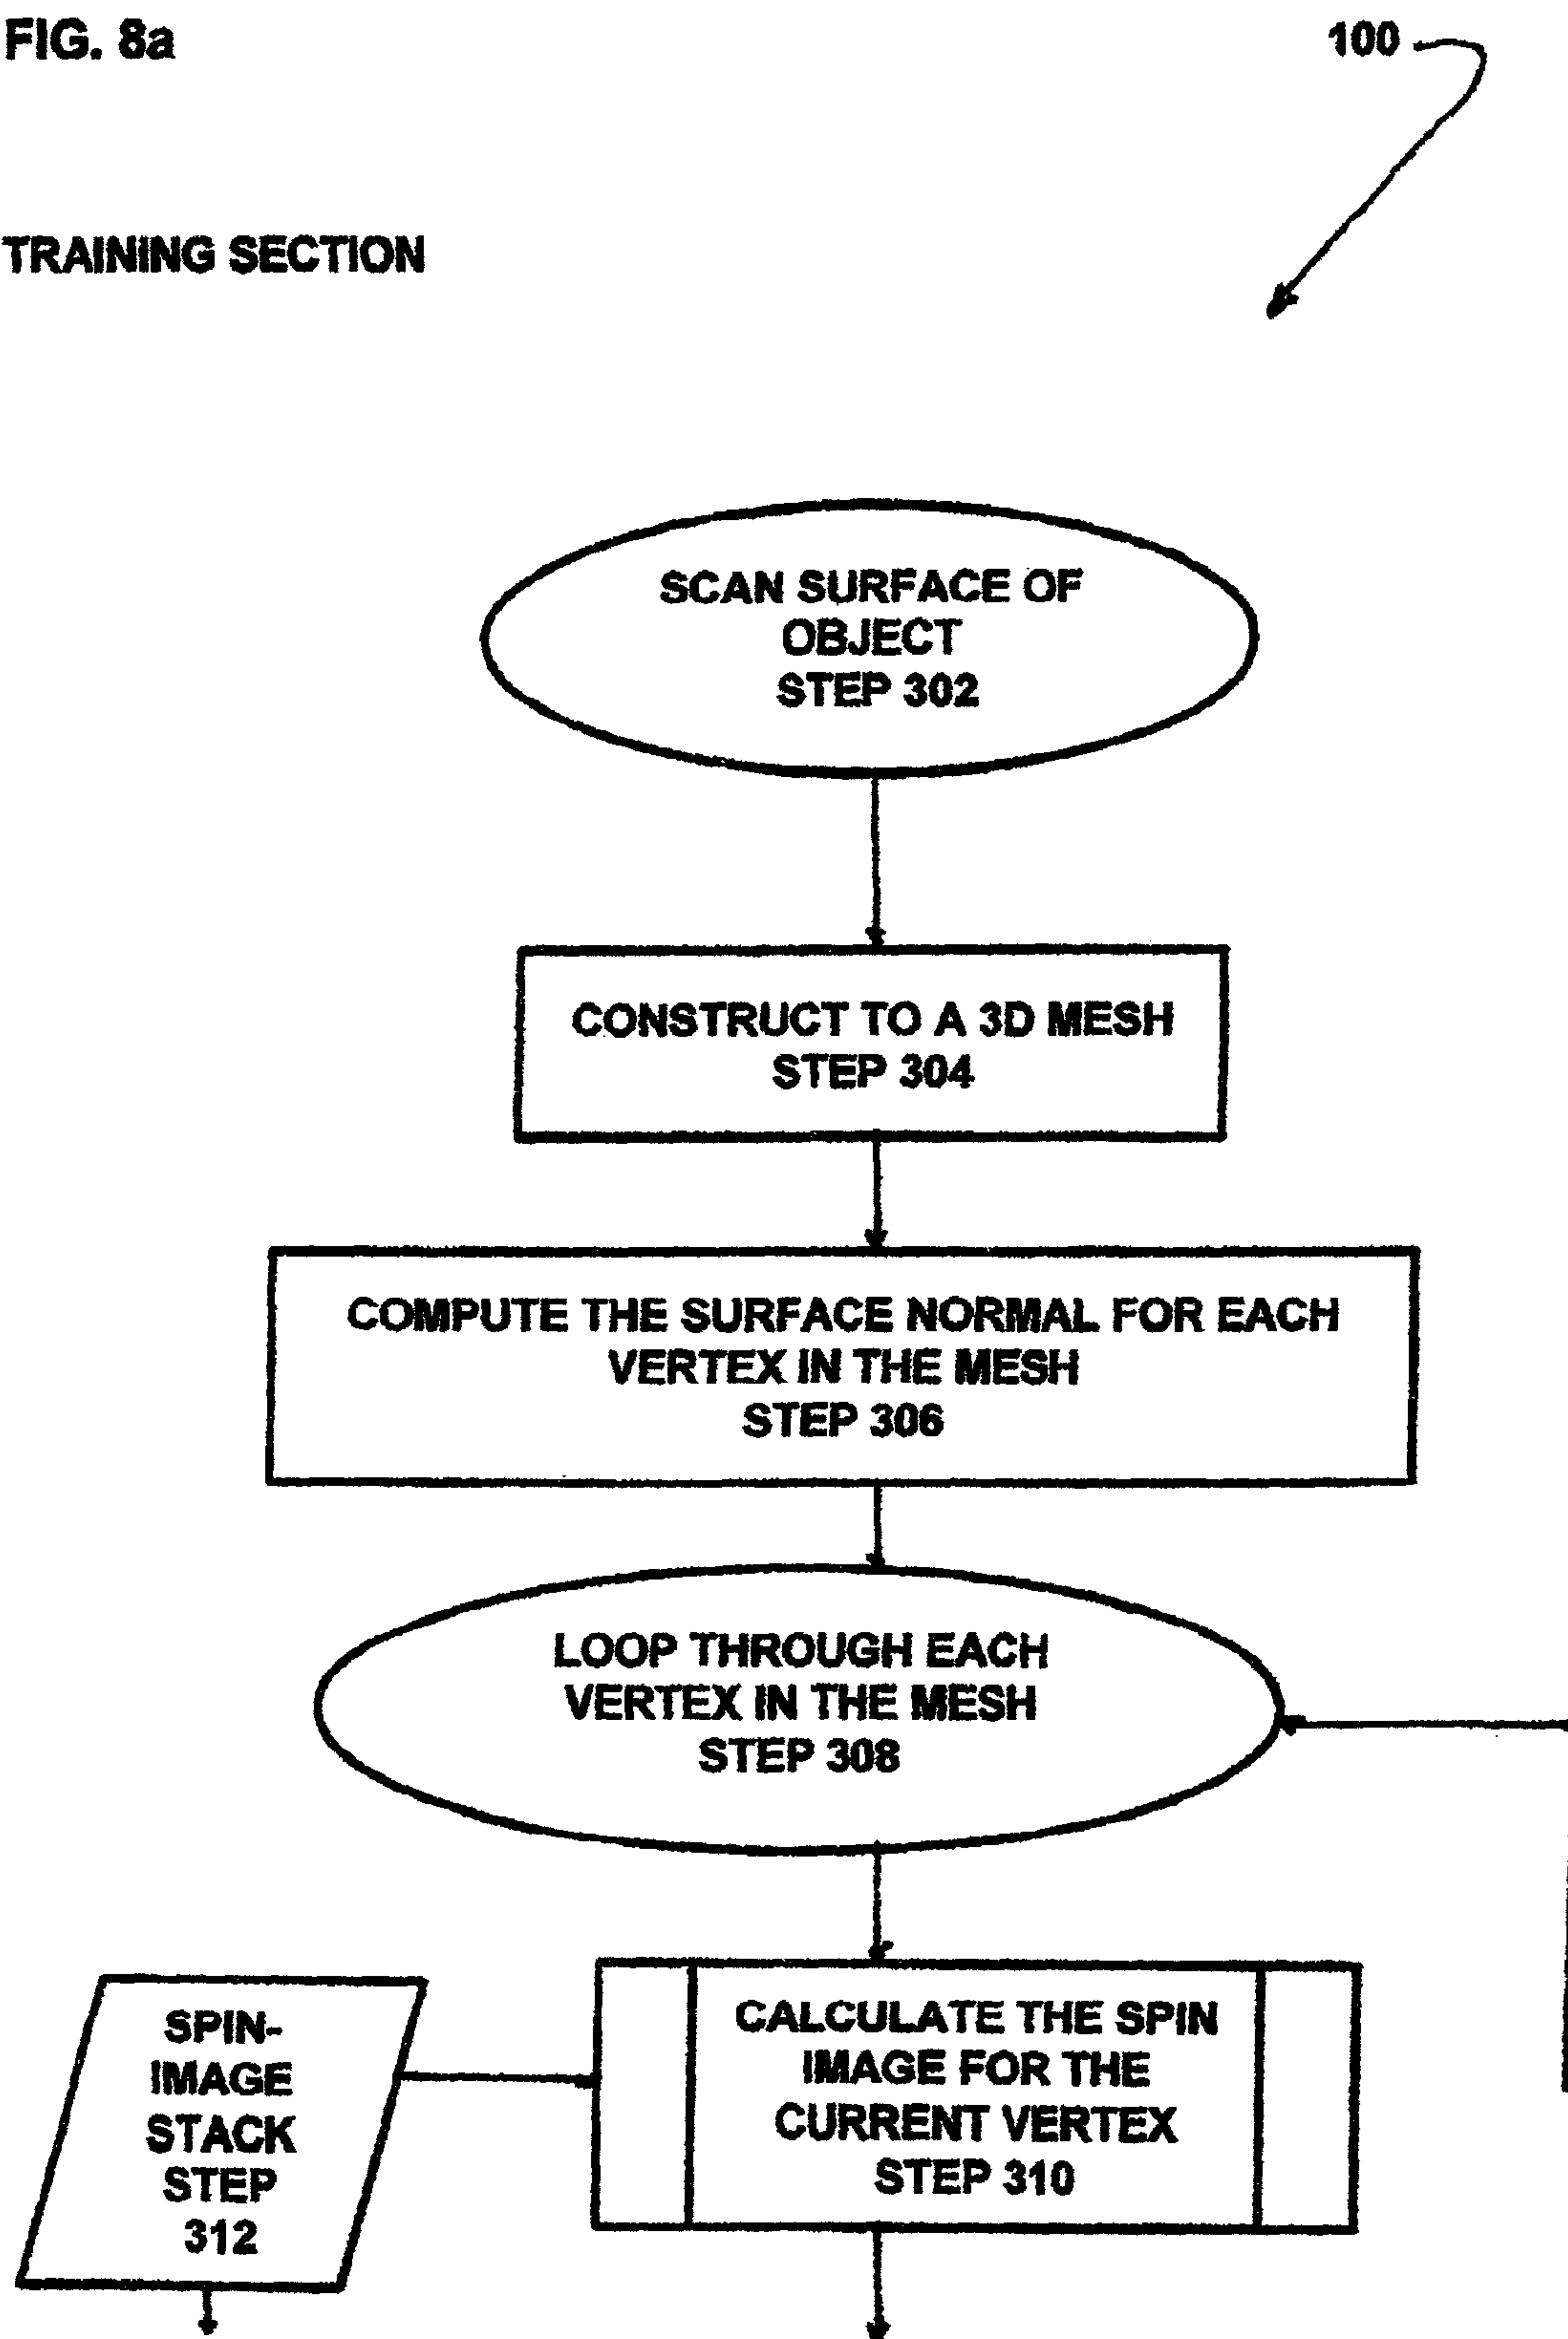 FIG. 8a
100
TRAINING SECTION
SCAN SURFACE OF
OBJECT
STEP 302
CONSTRUCT TO A 3D MESH
STEP 304
COMPUTE THE SURFACE NORMAL FOR EACH
VERTEX IN THE MESH
STEP 306
LOOP THROUGH EACH
VERTEX IN THE MESH
STEP 308
SPIN-
IMAGE
STACK
STEP
312
CALCULATE THE SPIN
IMAGE FOR THE
CURRENT VERTEX
STEP 310